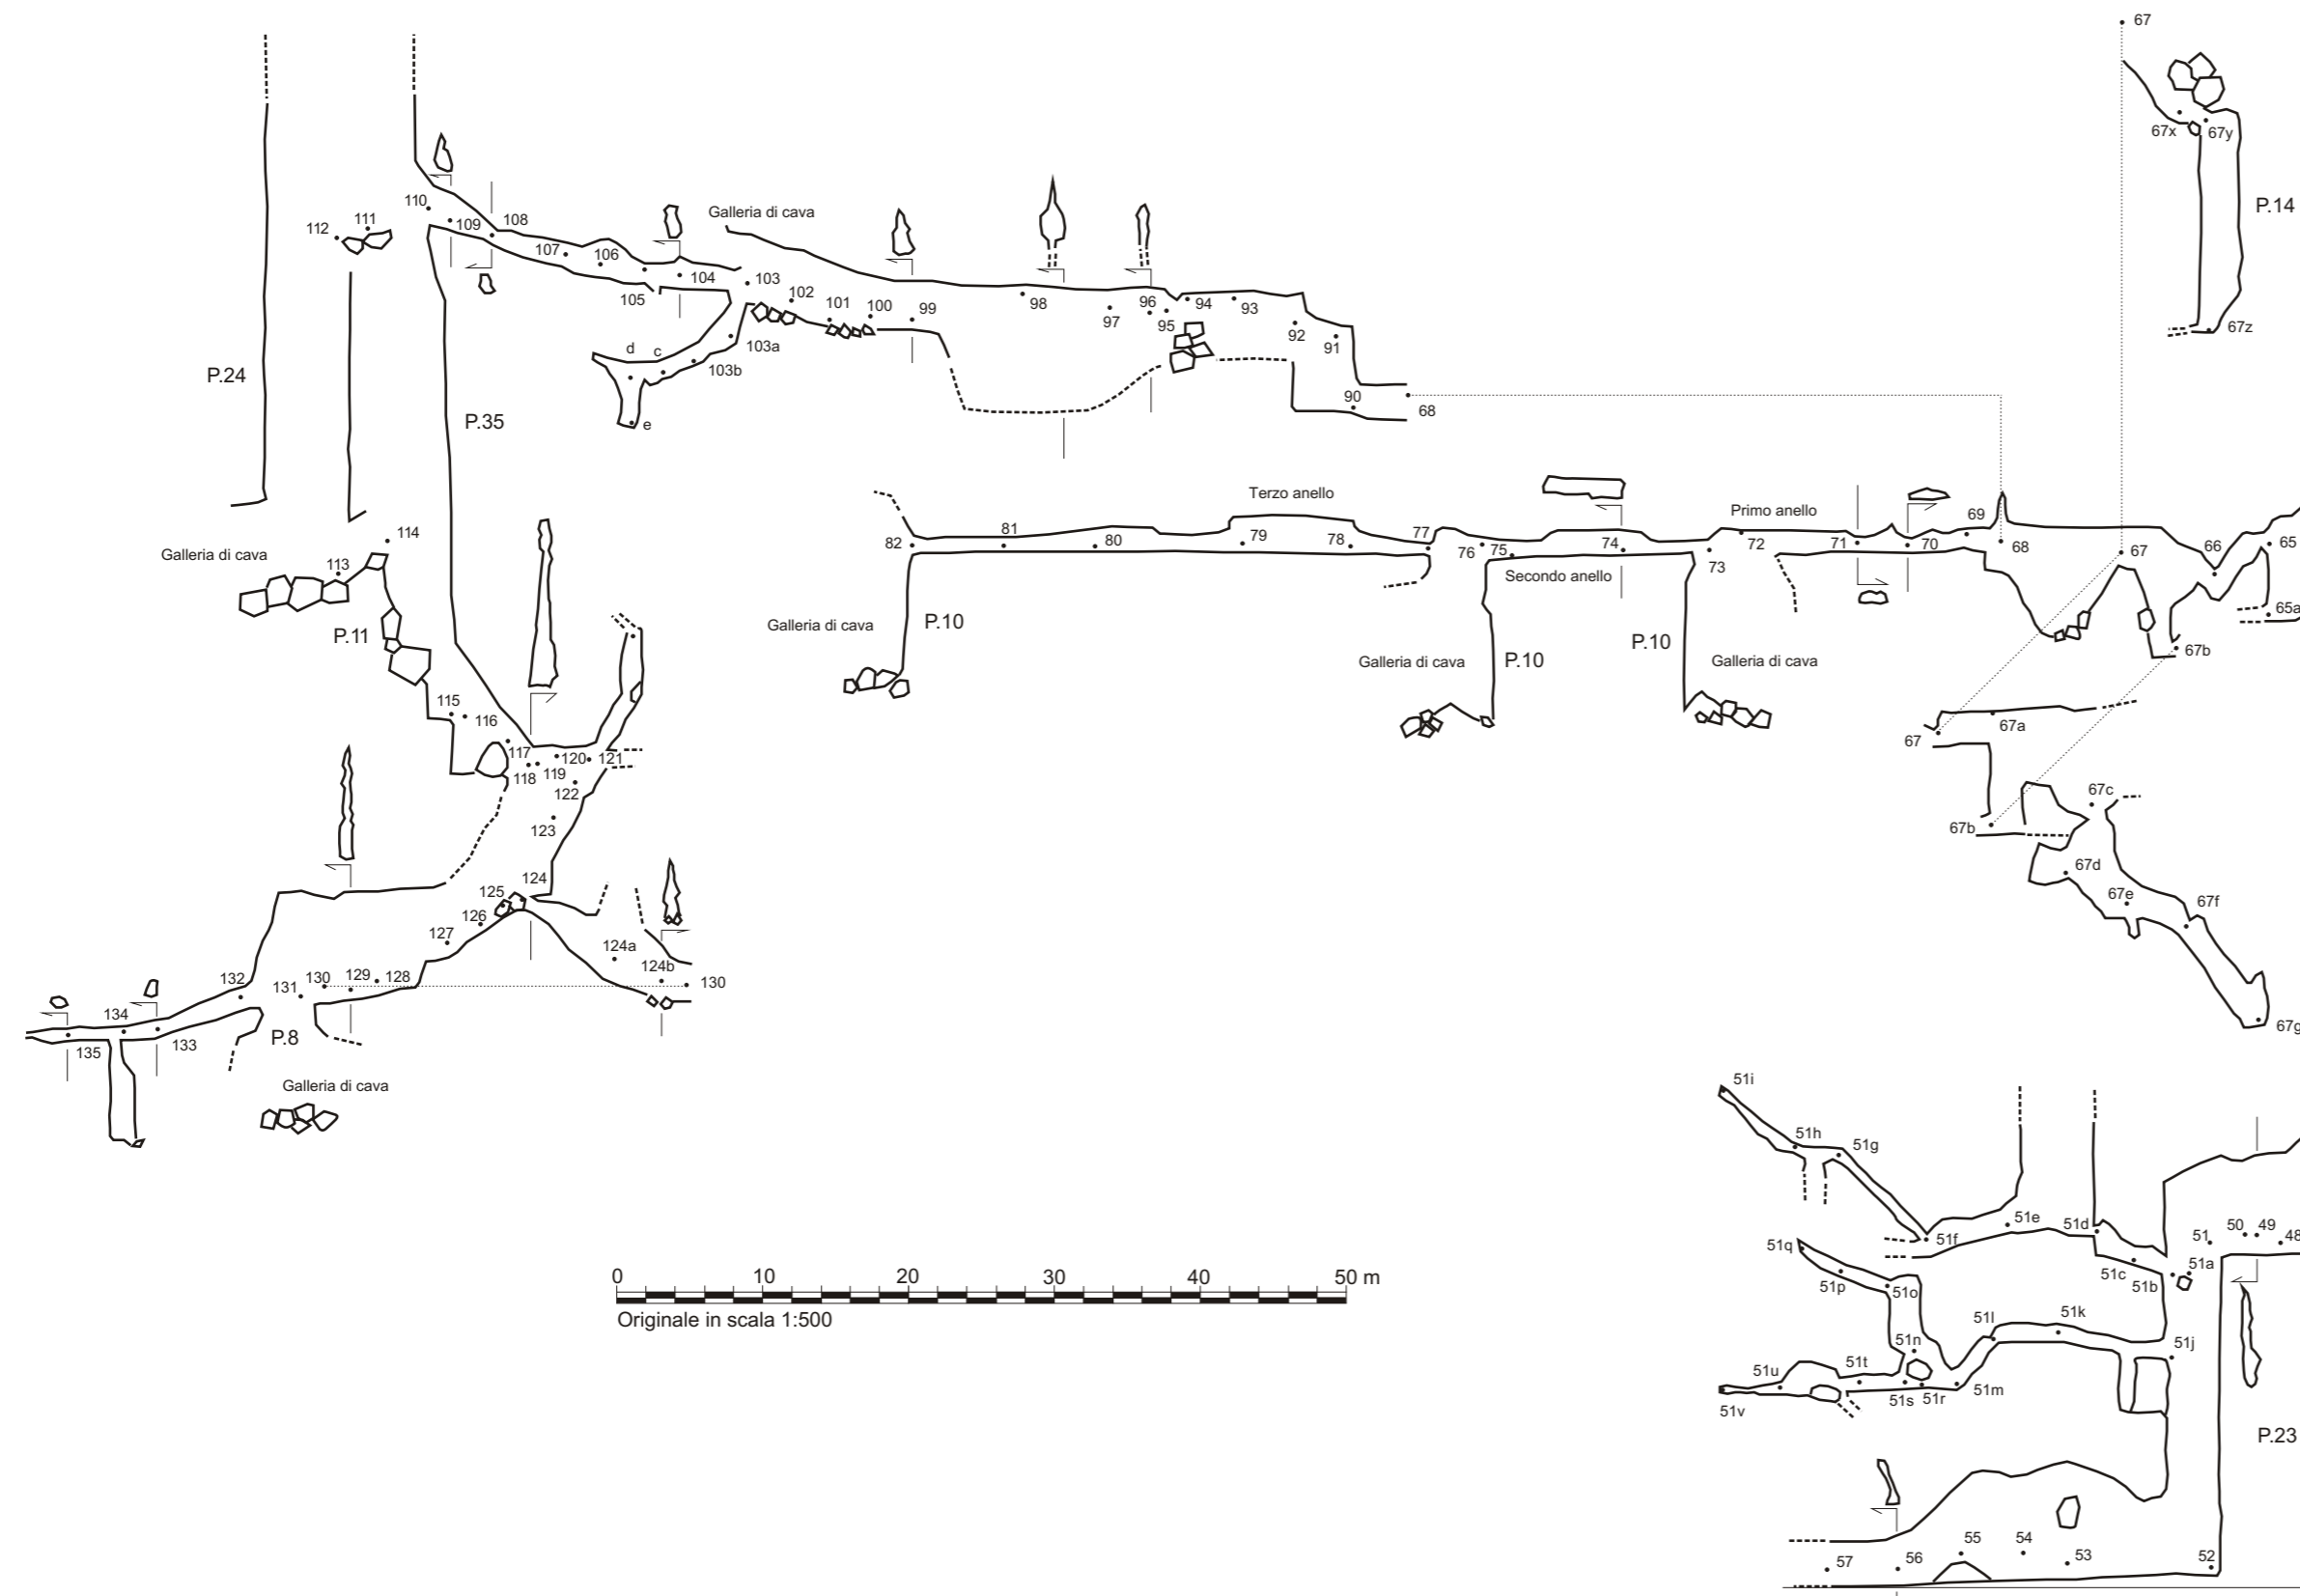 67
67x
67y
P.14
67z
110
109
108
112
111
107
106
105
104
103
102
101
100
99
Galleria di cava
98
97
96
95
94
93
92
91
90
68
d
c
103a
103b
e
P.24
P.35
Terzo anello
Primo anello
Secondo anello
82
81
80
79
78
77
76
75
74
73
72
71
70
69
68
67
66
65
65a
67b
Galleria di cava
114
113
P.11
Galleria di cava
P.10
Galleria di cava
P.10
P.10
Galleria di cava
115
116
117
118
119
120
121
122
123
67
67a
67b
67c
67d
67e
67f
67g
124
125
126
127
124a
124b
130
132
131
130
129
128
134
135
133
P.8
Galleria di cava
51i
51h
51g
51f
51e
51d
51c
51b
51a
51
50
49
48
51q
51p
51o
51n
51l
51k
51j
51u
51t
51s
51r
51m
51v
P.23
0
10
20
30
40
50 m
Originale in scala 1:500
57
56
55
54
53
52